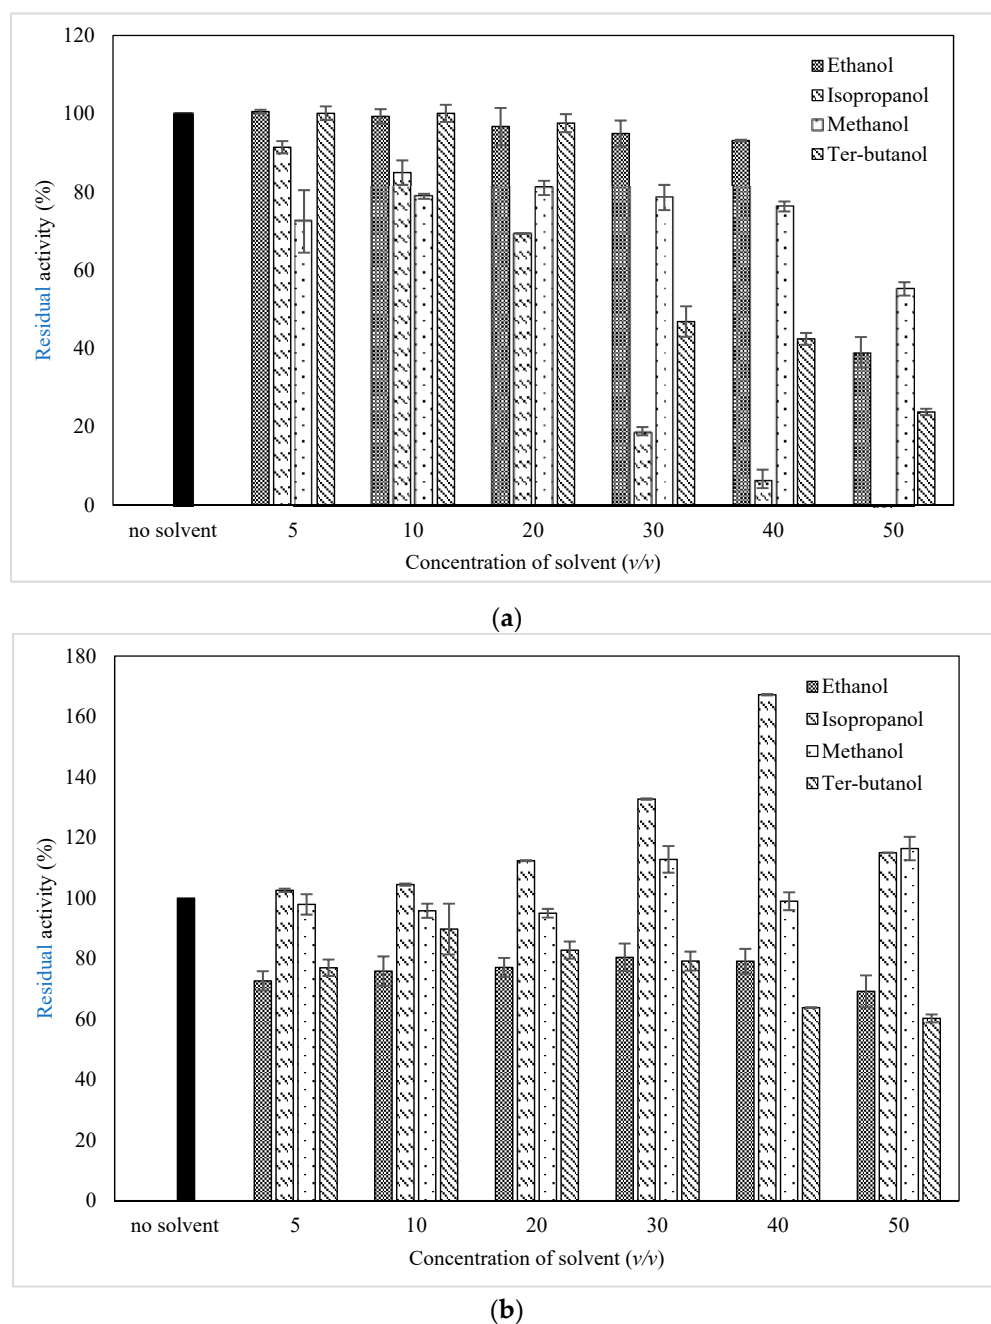 120
100
80
60
40
20
0
Residual activity (%)
Ethanol
Isopropanol
Methanol
Ter-butanol
no solvent 5 10 20 30 40 50
Concentration of solvent (v/v)
(a)
180
160
140
120
100
80
60
40
20
0
Residual activity (%)
Ethanol
Isopropanol
Methanol
Ter-butanol
no solvent 5 10 20 30 40 50
Concentration of solvent (v/v)
(b)